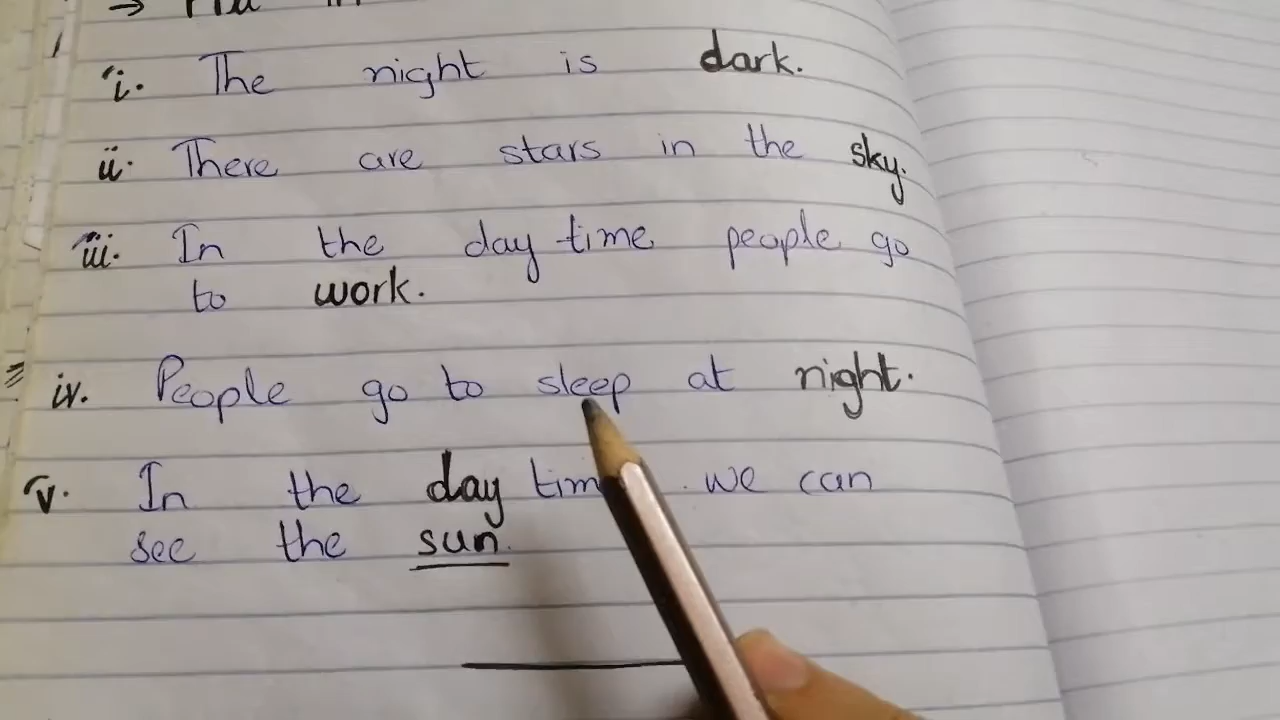 i. The night is dark.
ii. There are stars in the sky.
iii. In the day time people go
to work.
iv. People go to sleep at night.
v. In the day we can
see the sun.